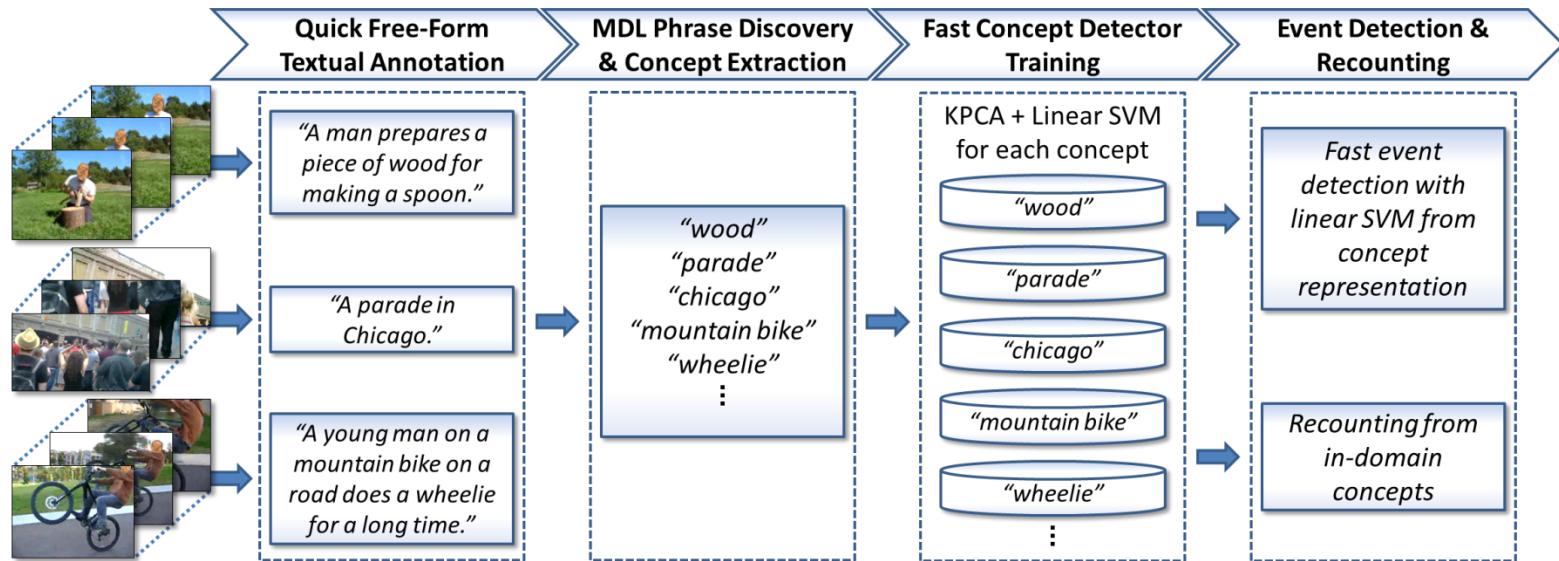 Quick Free-Form
Textual Annotation
MDL Phrase Discovery
& Concept Extraction
Fast Concept Detector
Training
Event Detection &
Recounting
“A man prepares a
piece of wood for
making a spoon.”
“A parade in
Chicago.”
“A young man on a
mountain bike on a
road does a wheelie
for a long time.”
“wood”
“parade”
“chicago”
“mountain bike”
“wheelie”
⋮
KPCA + Linear SVM
for each concept
“wood”
“parade”
“chicago”
“mountain bike”
“wheelie”
⋮
Fast event
detection with
linear SVM from
concept
representation
Recounting from
in-domain
concepts